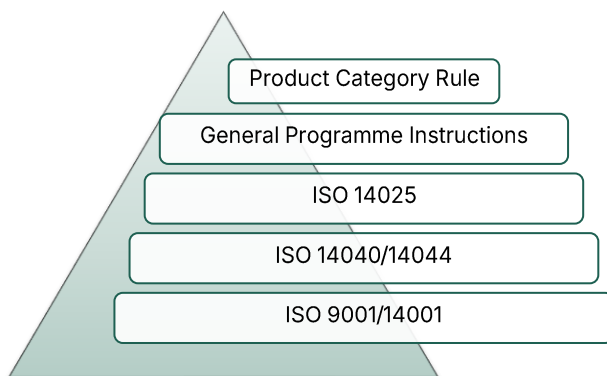 Product Category Rule
General Programme Instructions
ISO 14025
ISO 14040/14044
ISO 9001/14001